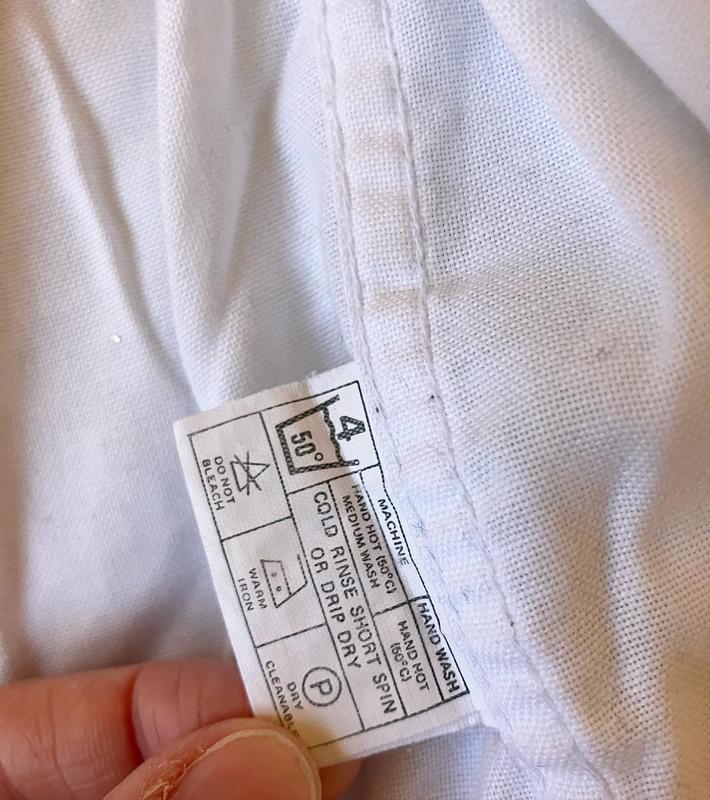 4
50°
MACHINE
HAND HOT (50°C)
MEDIUM WASH
HAND WASH
HAND HOT
(50°C)
COLD RINSE SHORT SPIN
OR DRIP DRY
DO NOT
BLEACH
WARM
IRON
P
DRY
CLEANABLE